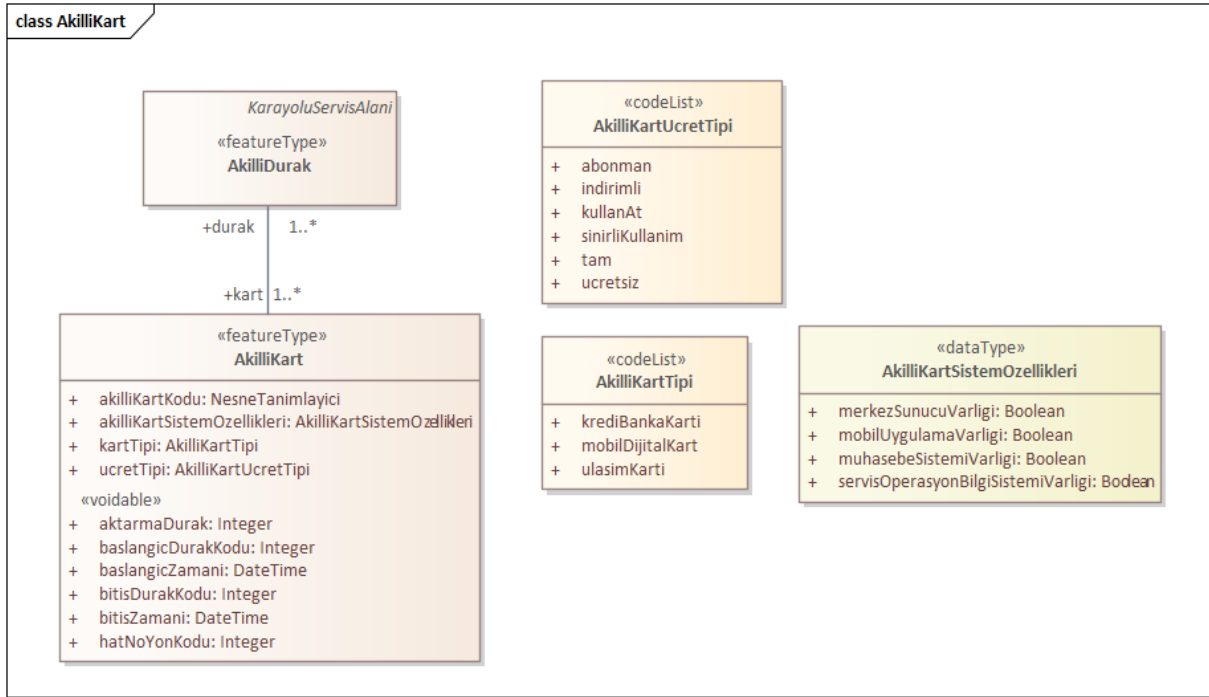 class AkilliKart
KarayoluServisAlani
«featureType»
AkilliDurak
+durak 1..*
+kart 1..*
«featureType»
AkilliKart
+ akilliKartKodu: NesneTanimlayici
+ akilliKartSistemOzellikleri: AkilliKartSistemOzellikleri
+ kartTipi: AkilliKartTipi
+ ucretTipi: AkilliKartUcretTipi
«voidable»
+ aktarmaDurak: Integer
+ baslangicDurakKodu: Integer
+ baslangicZamani: DateTime
+ bitisDurakKodu: Integer
+ bitisZamani: DateTime
+ hatNoYonKodu: Integer
«codeList»
AkilliKartUcretTipi
+ abonman
+ indirimli
+ kullanAt
+ sinirliKullanim
+ tam
+ ucretsiz
«codeList»
AkilliKartTipi
+ krediBankaKarti
+ mobilDijitalKart
+ ulasimKarti
«dataType»
AkilliKartSistemOzellikleri
+ merkezSunucuVarligi: Boolean
+ mobilUygulamaVarligi: Boolean
+ muhasebeSistemiVarligi: Boolean
+ servisOperasyonBilgiSistemiVarligi: Boolean